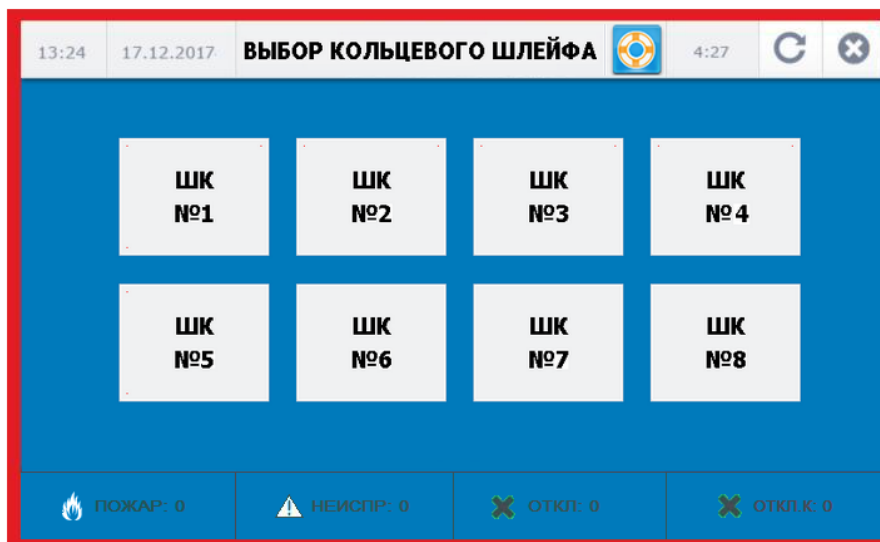 13:24 17.12.2017 ВЫБОР КОЛЬЦЕВОГО ШЛЕЙФА 4:27
ШК ШК ШК ШК
№1 №2 №3 №4
ШК ШК ШК ШК
№5 №6 №7 №8
ПОЖАР: 0 НЕИСПР: 0 ОТКЛ: 0 ОТКЛ.К: 0